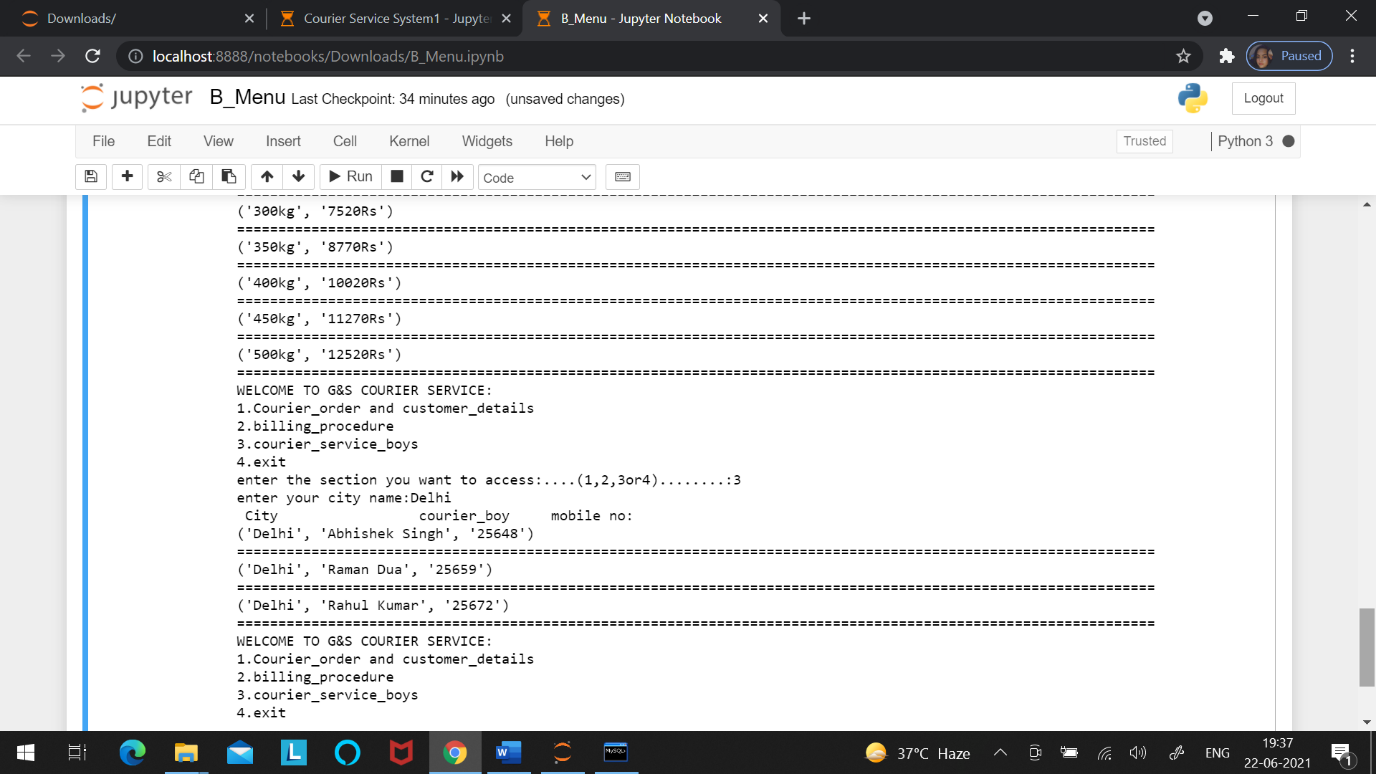 Downloads/
Courier Service System1 - Jupyte
B_Menu - Jupyter Notebook
localhost:8888/notebooks/Downloads/B_Menu.ipynb
Paused
jupyter B_Menu Last Checkpoint: 34 minutes ago (unsaved changes)
Logout
File Edit View Insert Cell Kernel Widgets Help
Trusted
Python 3
Run
Code
('300kg', '7520Rs')
================================================================================================================
('350kg', '8770Rs')
================================================================================================================
('400kg', '10020Rs')
================================================================================================================
('450kg', '11270Rs')
================================================================================================================
('500kg', '12520Rs')
================================================================================================================
WELCOME TO G&S COURIER SERVICE:
1.Courier_order and customer_details
2.billing_procedure
3.courier_service_boys
4.exit
enter the section you want to access:....(1,2,3or4)........:3
enter your city name:Delhi
City courier_boy mobile no:
('Delhi', 'Abhishek Singh', '25648')
================================================================================================================
('Delhi', 'Raman Dua', '25659')
================================================================================================================
('Delhi', 'Rahul Kumar', '25672')
================================================================================================================
WELCOME TO G&S COURIER SERVICE:
1.Courier_order and customer_details
2.billing_procedure
3.courier_service_boys
4.exit
L
W
MySQL
37°C Haze
ENG
19:37
22-06-2021
1